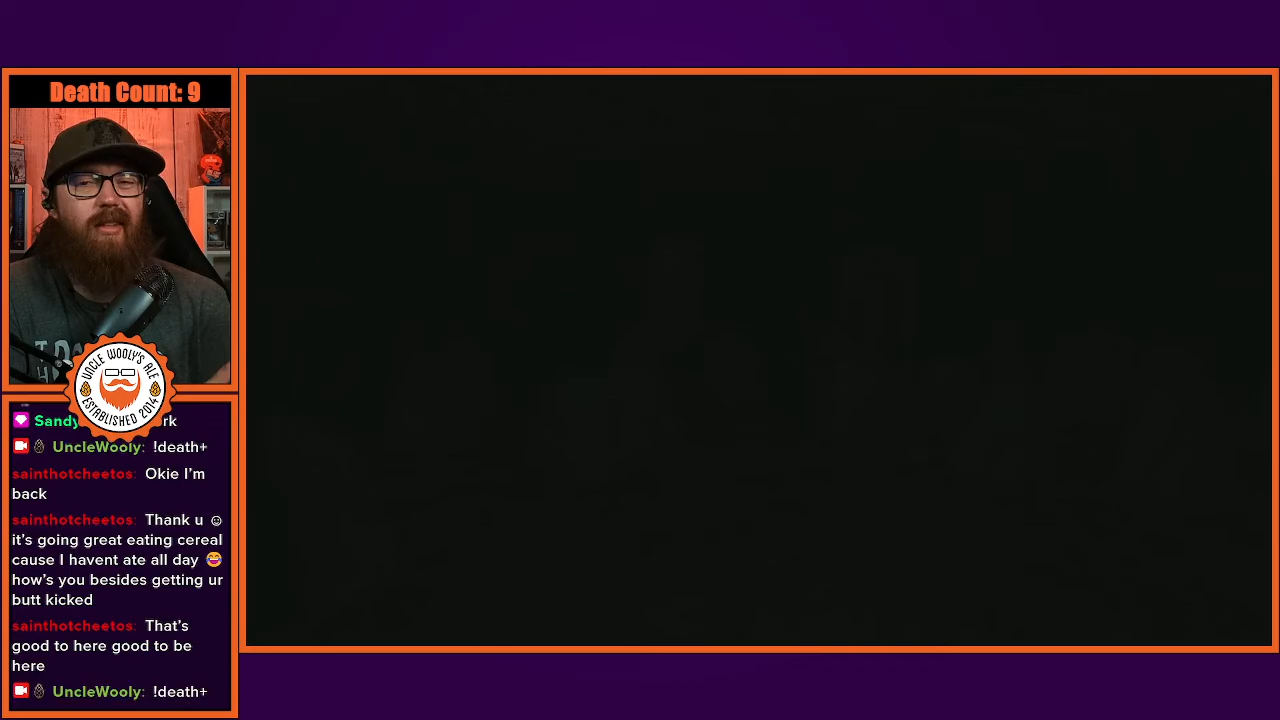 Death Count: 9
UNCLE WOOLY'S ALE
ESTABLISHED 2014
Sandy
UncleWooly: !death+
sainthotcheetos: Okie I'm
back
sainthotcheetos: Thank u ☺
it's going great eating cereal
cause I havent ate all day 😂
how's you besides getting ur
butt kicked
sainthotcheetos: That's
good to here good to be
here
UncleWooly: !death+